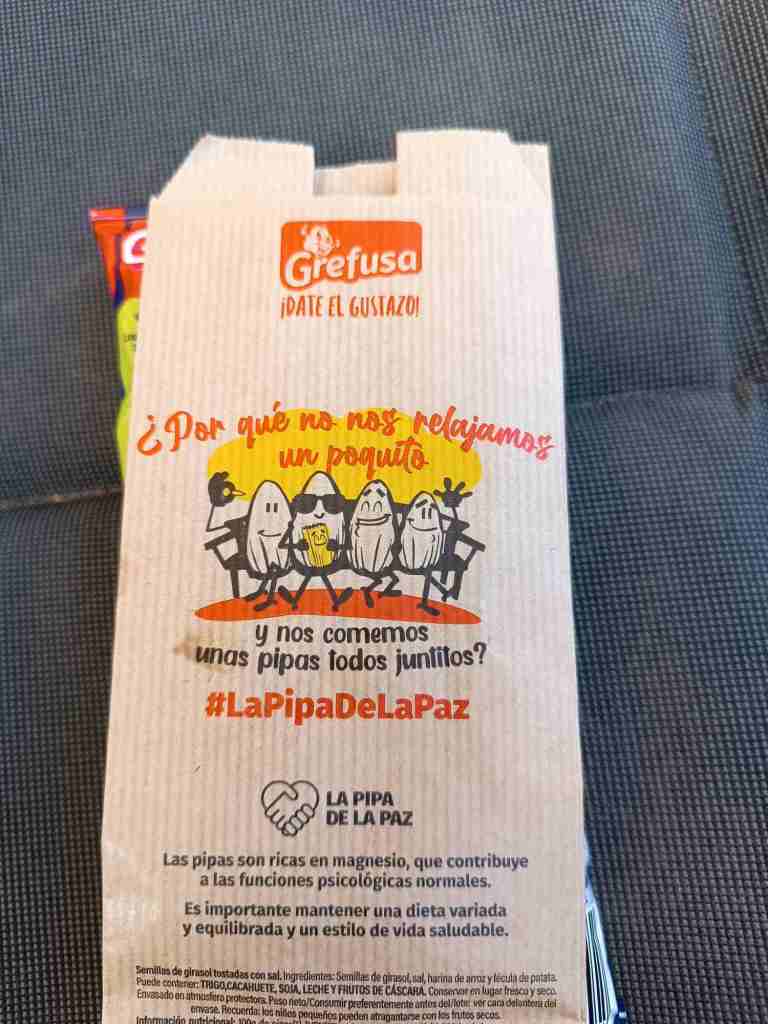 Grefusa
¡DATE EL GUSTAZO!
¿Por qué no nos relajamos
un poquito
y nos comemos
unas pipas todos juntitos?
#LaPipaDeLaPaz
LA PIPA
DE LA PAZ
Las pipas son ricas en magnesio, que contribuye
a las funciones psicológicas normales.
Es importante mantener una dieta variada
y equilibrada y un estilo de vida saludable.
Semillas de girasol tostadas con sal. Ingredientes: Semillas de girasol, sal, harina de arroz y fécula de patata.
Puede contener: TRIGO, CACAHUETE, SOJA, LECHE Y FRUTOS DE CÁSCARA. Conservar en lugar fresco y seco.
Envasado en atmósfera protectora. Peso neto/Consumir preferentemente antes del/lote: ver cara delantera del
envase. Recuerda: los niños pequeños pueden atragantarse con los frutos secos.
Información nutricional: 100g